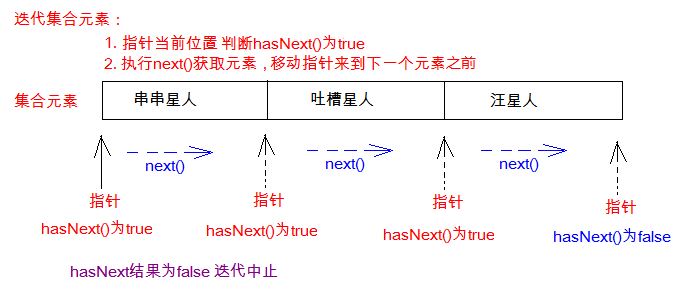 迭代集合元素：
1. 指针当前位置 判断hasNext()为true
2. 执行next()获取元素，移动指针来到下一个元素之前
集合元素 串串星人 吐槽星人 汪星人
next() next() next()
指针 指针 指针 指针
hasNext()为true hasNext()为true hasNext()为true hasNext()为false
hasNext结果为false 迭代中止